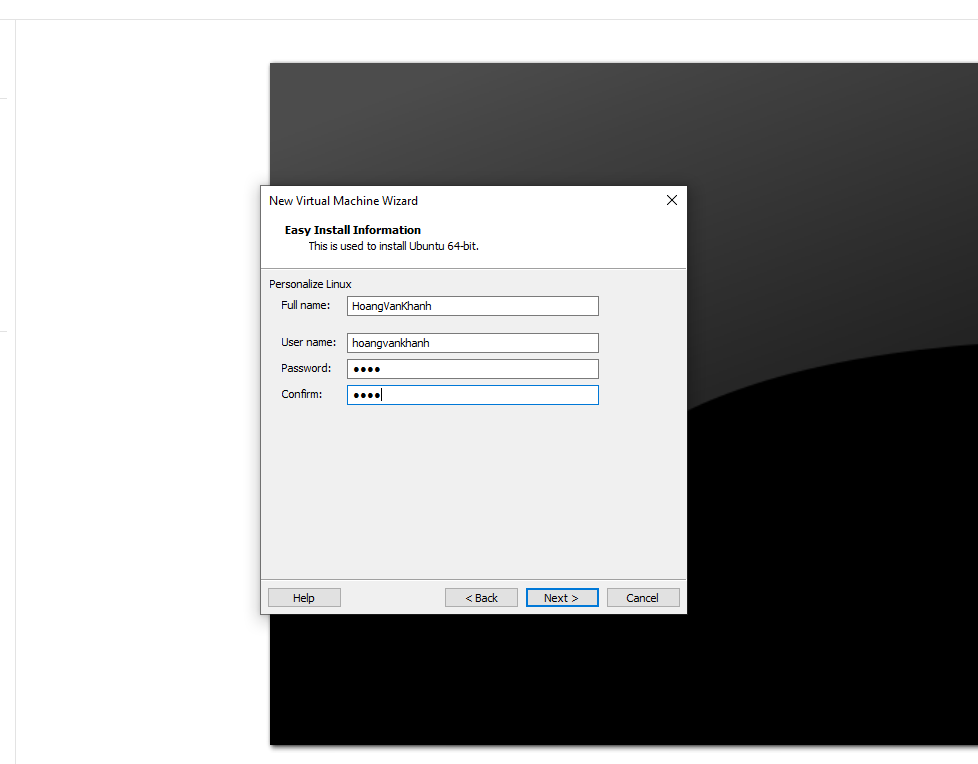 New Virtual Machine Wizard
Easy Install Information
This is used to install Ubuntu 64-bit.
Personalize Linux
Full name: HoangVanKhanh
User name: hoangvankhanh
Password: ●●●●
Confirm: ●●●●
Help < Back Next > Cancel